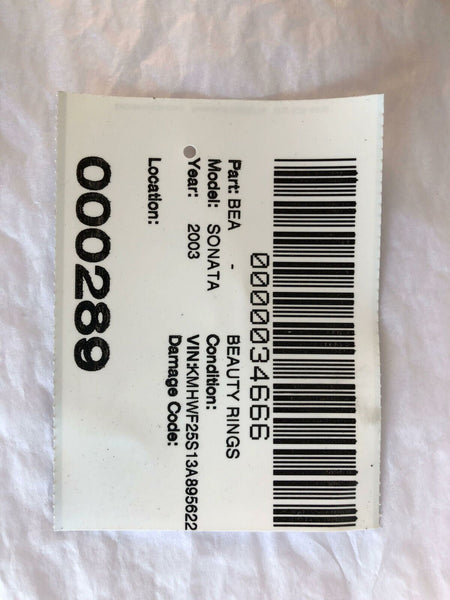 0000034666
Part: BEA - BEAUTY RINGS
Model: SONATA Condition:
Year: 2003 VIN:KMHWF25S13A895622
Damage Code:
Location:
000289